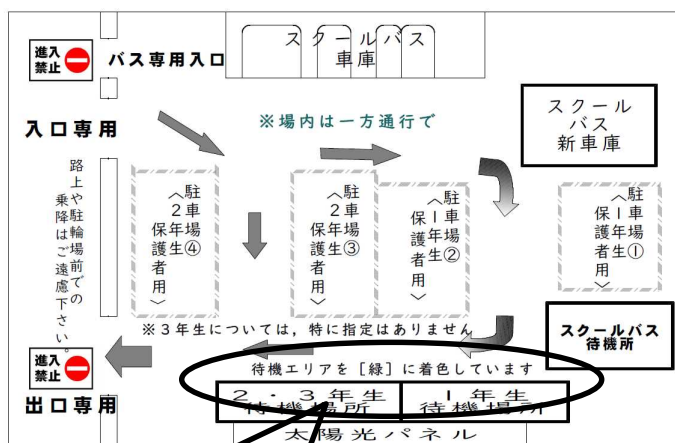 スクールバス
車庫
進入
禁止
バス専用入口
入口専用
※場内は一方通行で
スクール
バス
新車庫
路上や駐輪場前での
乗降はご遠慮下さい。
駐車場④
〈2年生
保護者用〉
駐車場③
〈2年生
保護者用〉
駐車場②
〈1年生
保護者用〉
駐車場①
〈1年生
保護者用〉
※3年生については,特に指定はありません
スクールバス
待機所
進入
禁止
出口専用
待機エリアを[緑]に着色しています
2・3年生
待機場所
1年生
待機場所
太陽光パネル